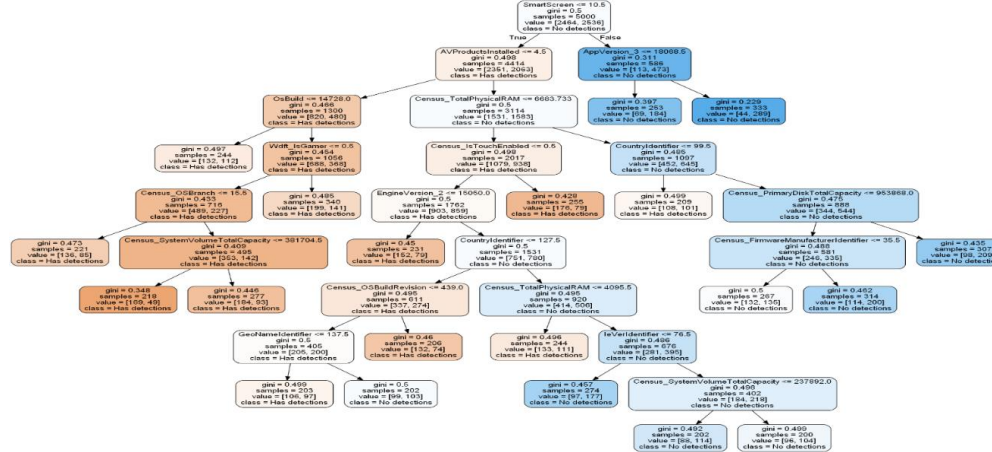 SmartScreen <= 10.5
gini = 0.5
samples = 5000
value = [2464, 2536]
class = No detections
True
False
AVProductsInstalled <= 4.5
gini = 0.498
samples = 4414
value = [2351, 2063]
class = Has detections
AppVersion_3 <= 18088.5
gini = 0.311
samples = 586
value = [113, 473]
class = No detections
OsBuild <= 14728.0
gini = 0.466
samples = 1300
value = [820, 480]
class = Has detections
Census_TotalPhysicalRAM <= 6683.733
gini = 0.5
samples = 3114
value = [1531, 1583]
class = No detections
gini = 0.397
samples = 253
value = [69, 184]
class = No detections
gini = 0.229
samples = 333
value = [44, 289]
class = No detections
gini = 0.497
samples = 244
value = [132, 112]
class = Has detections
Wdft_IsGamer <= 0.5
gini = 0.454
samples = 1056
value = [688, 368]
class = Has detections
Census_IsTouchEnabled <= 0.5
gini = 0.498
samples = 2017
value = [1079, 938]
class = Has detections
CountryIdentifier <= 99.5
gini = 0.485
samples = 1097
value = [452, 645]
class = No detections
Census_OSBranch <= 15.5
gini = 0.433
samples = 716
value = [489, 227]
class = Has detections
gini = 0.485
samples = 340
value = [199, 141]
class = Has detections
EngineVersion_2 <= 15050.0
gini = 0.5
samples = 1762
value = [903, 859]
class = Has detections
gini = 0.428
samples = 255
value = [176, 79]
class = Has detections
gini = 0.499
samples = 209
value = [108, 101]
class = Has detections
Census_PrimaryDiskTotalCapacity <= 953868.0
gini = 0.475
samples = 888
value = [344, 544]
class = No detections
gini = 0.473
samples = 221
value = [136, 85]
class = Has detections
Census_SystemVolumeTotalCapacity <= 381704.5
gini = 0.409
samples = 495
value = [353, 142]
class = Has detections
gini = 0.45
samples = 231
value = [152, 79]
class = Has detections
CountryIdentifier <= 127.5
gini = 0.5
samples = 1531
value = [751, 780]
class = No detections
Census_FirmwareManufacturerIdentifier <= 35.5
gini = 0.488
samples = 581
value = [246, 335]
class = No detections
gini = 0.435
samples = 307
value = [98, 209]
class = No detections
gini = 0.348
samples = 218
value = [169, 49]
class = Has detections
gini = 0.446
samples = 277
value = [184, 93]
class = Has detections
Census_OSBuildRevision <= 439.0
gini = 0.495
samples = 611
value = [337, 274]
class = Has detections
Census_TotalPhysicalRAM <= 4095.5
gini = 0.495
samples = 920
value = [414, 506]
class = No detections
gini = 0.5
samples = 267
value = [132, 135]
class = No detections
gini = 0.462
samples = 314
value = [114, 200]
class = No detections
GeoNameIdentifier <= 137.5
gini = 0.5
samples = 405
value = [205, 200]
class = Has detections
gini = 0.46
samples = 206
value = [132, 74]
class = Has detections
gini = 0.496
samples = 244
value = [133, 111]
class = Has detections
IeVerIdentifier <= 76.5
gini = 0.486
samples = 676
value = [281, 395]
class = No detections
gini = 0.499
samples = 203
value = [106, 97]
class = Has detections
gini = 0.5
samples = 202
value = [99, 103]
class = No detections
gini = 0.457
samples = 274
value = [97, 177]
class = No detections
Census_SystemVolumeTotalCapacity <= 237892.0
gini = 0.496
samples = 402
value = [184, 218]
class = No detections
gini = 0.492
samples = 202
value = [88, 114]
class = No detections
gini = 0.499
samples = 200
value = [96, 104]
class = No detections